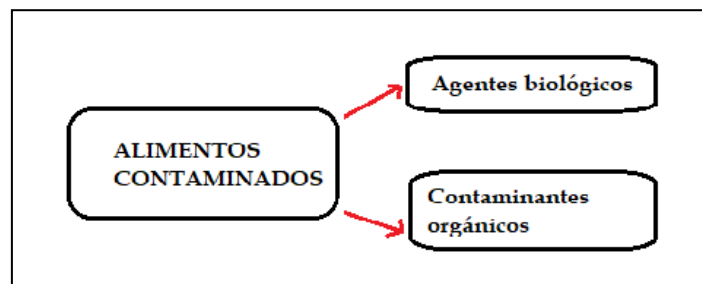 Agentes biológicos
ALIMENTOS
CONTAMINADOS
Contaminantes
orgánicos